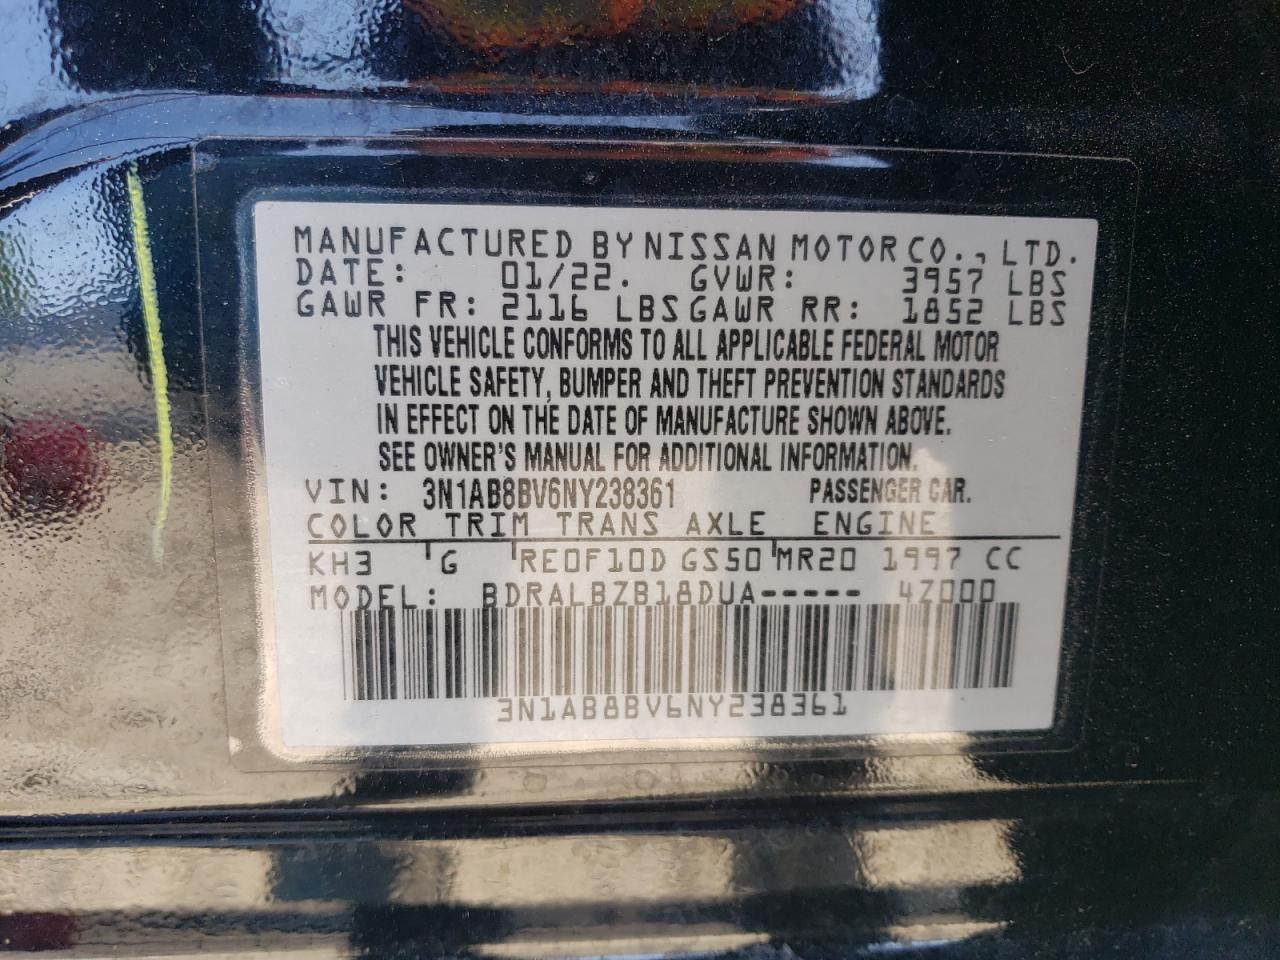 MANUFACTURED BY NISSAN MOTOR CO., LTD.
DATE: 01/22. GVWR: 3957 LBS
GAWR FR: 2116 LBS GAWR RR: 1852 LBS
THIS VEHICLE CONFORMS TO ALL APPLICABLE FEDERAL MOTOR
VEHICLE SAFETY, BUMPER AND THEFT PREVENTION STANDARDS
IN EFFECT ON THE DATE OF MANUFACTURE SHOWN ABOVE.
SEE OWNER'S MANUAL FOR ADDITIONAL INFORMATION.
VIN: 3N1AB8BV6NY238361 PASSENGER CAR.
COLOR TRIM TRANS AXLE ENGINE
KH3 G RE0F10D GS50 MR20 1997 CC
MODEL: BDRALBZB18DUA----- 4Z000
3N1AB8BV6NY238361